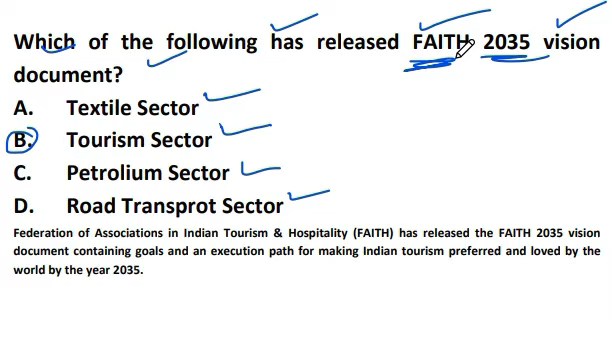 Which of the following has released FAITH 2035 vision
document?
A. Textile Sector
B. Tourism Sector
C. Petrolium Sector
D. Road Transprot Sector
Federation of Associations in Indian Tourism & Hospitality (FAITH) has released the FAITH 2035 vision
document containing goals and an execution path for making Indian tourism preferred and loved by the
world by the year 2035.